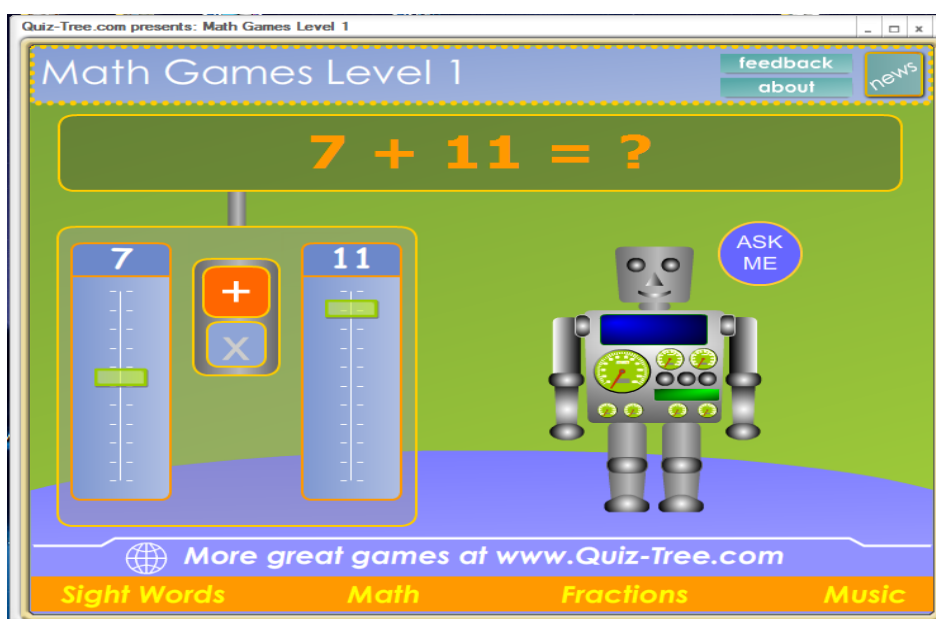 Quiz-Tree.com presents: Math Games Level 1
Math Games Level 1
feedback
about
news
7 + 11 = ?
7
11
+
X
ASK
ME
More great games at www.Quiz-Tree.com
Sight Words Math Fractions Music